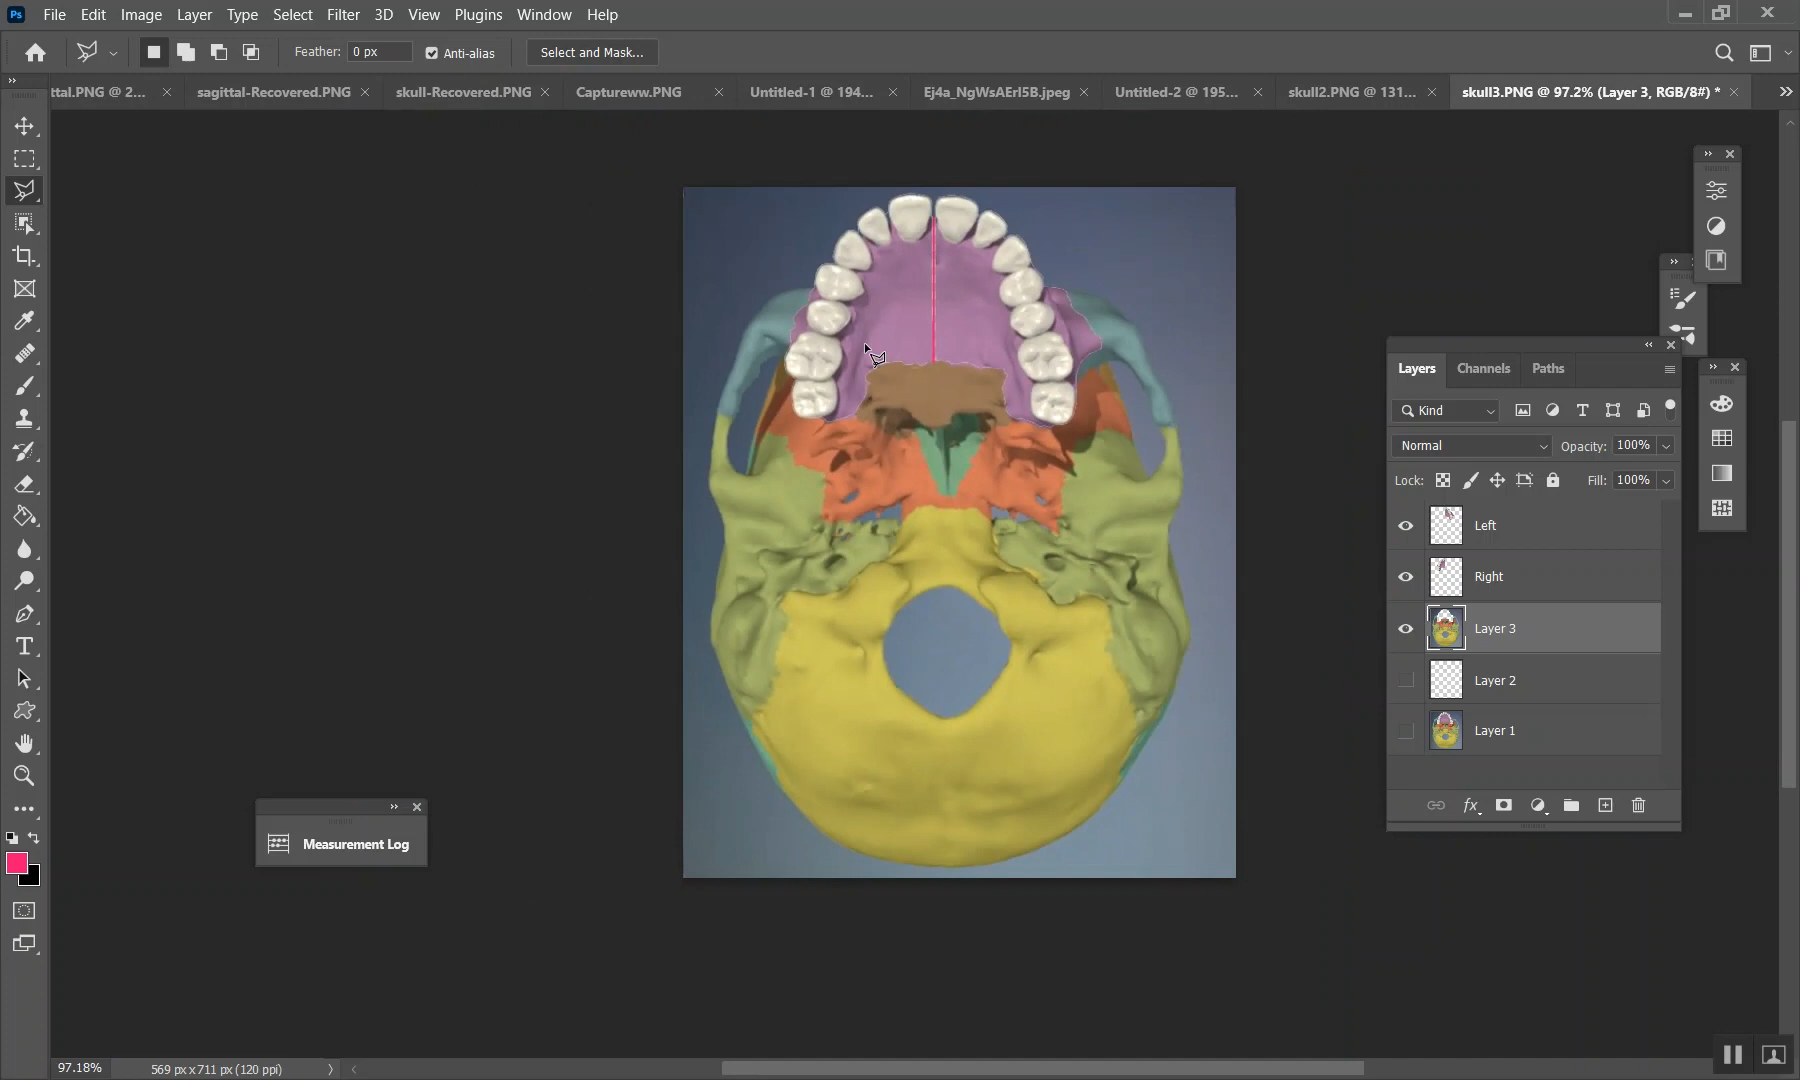 Ps File Edit Image Layer Type Select Filter 3D View Plugins Window Help
Feather: 0 px Anti-alias Select and Mask...
ttal.PNG @ 2... sagittal-Recovered.PNG skull-Recovered.PNG Captureww.PNG Untitled-1 @ 194... Ej4a_NgWsAErI5B.jpeg Untitled-2 @ 195... skull2.PNG @ 131... skull3.PNG @ 97.2% (Layer 3, RGB/8#) *
Layers Channels Paths
Kind
Normal Opacity: 100%
Lock: Fill: 100%
Left
Right
Layer 3
Layer 2
Layer 1
fx
Measurement Log
97.18% 569 px x 711 px (120 ppi)